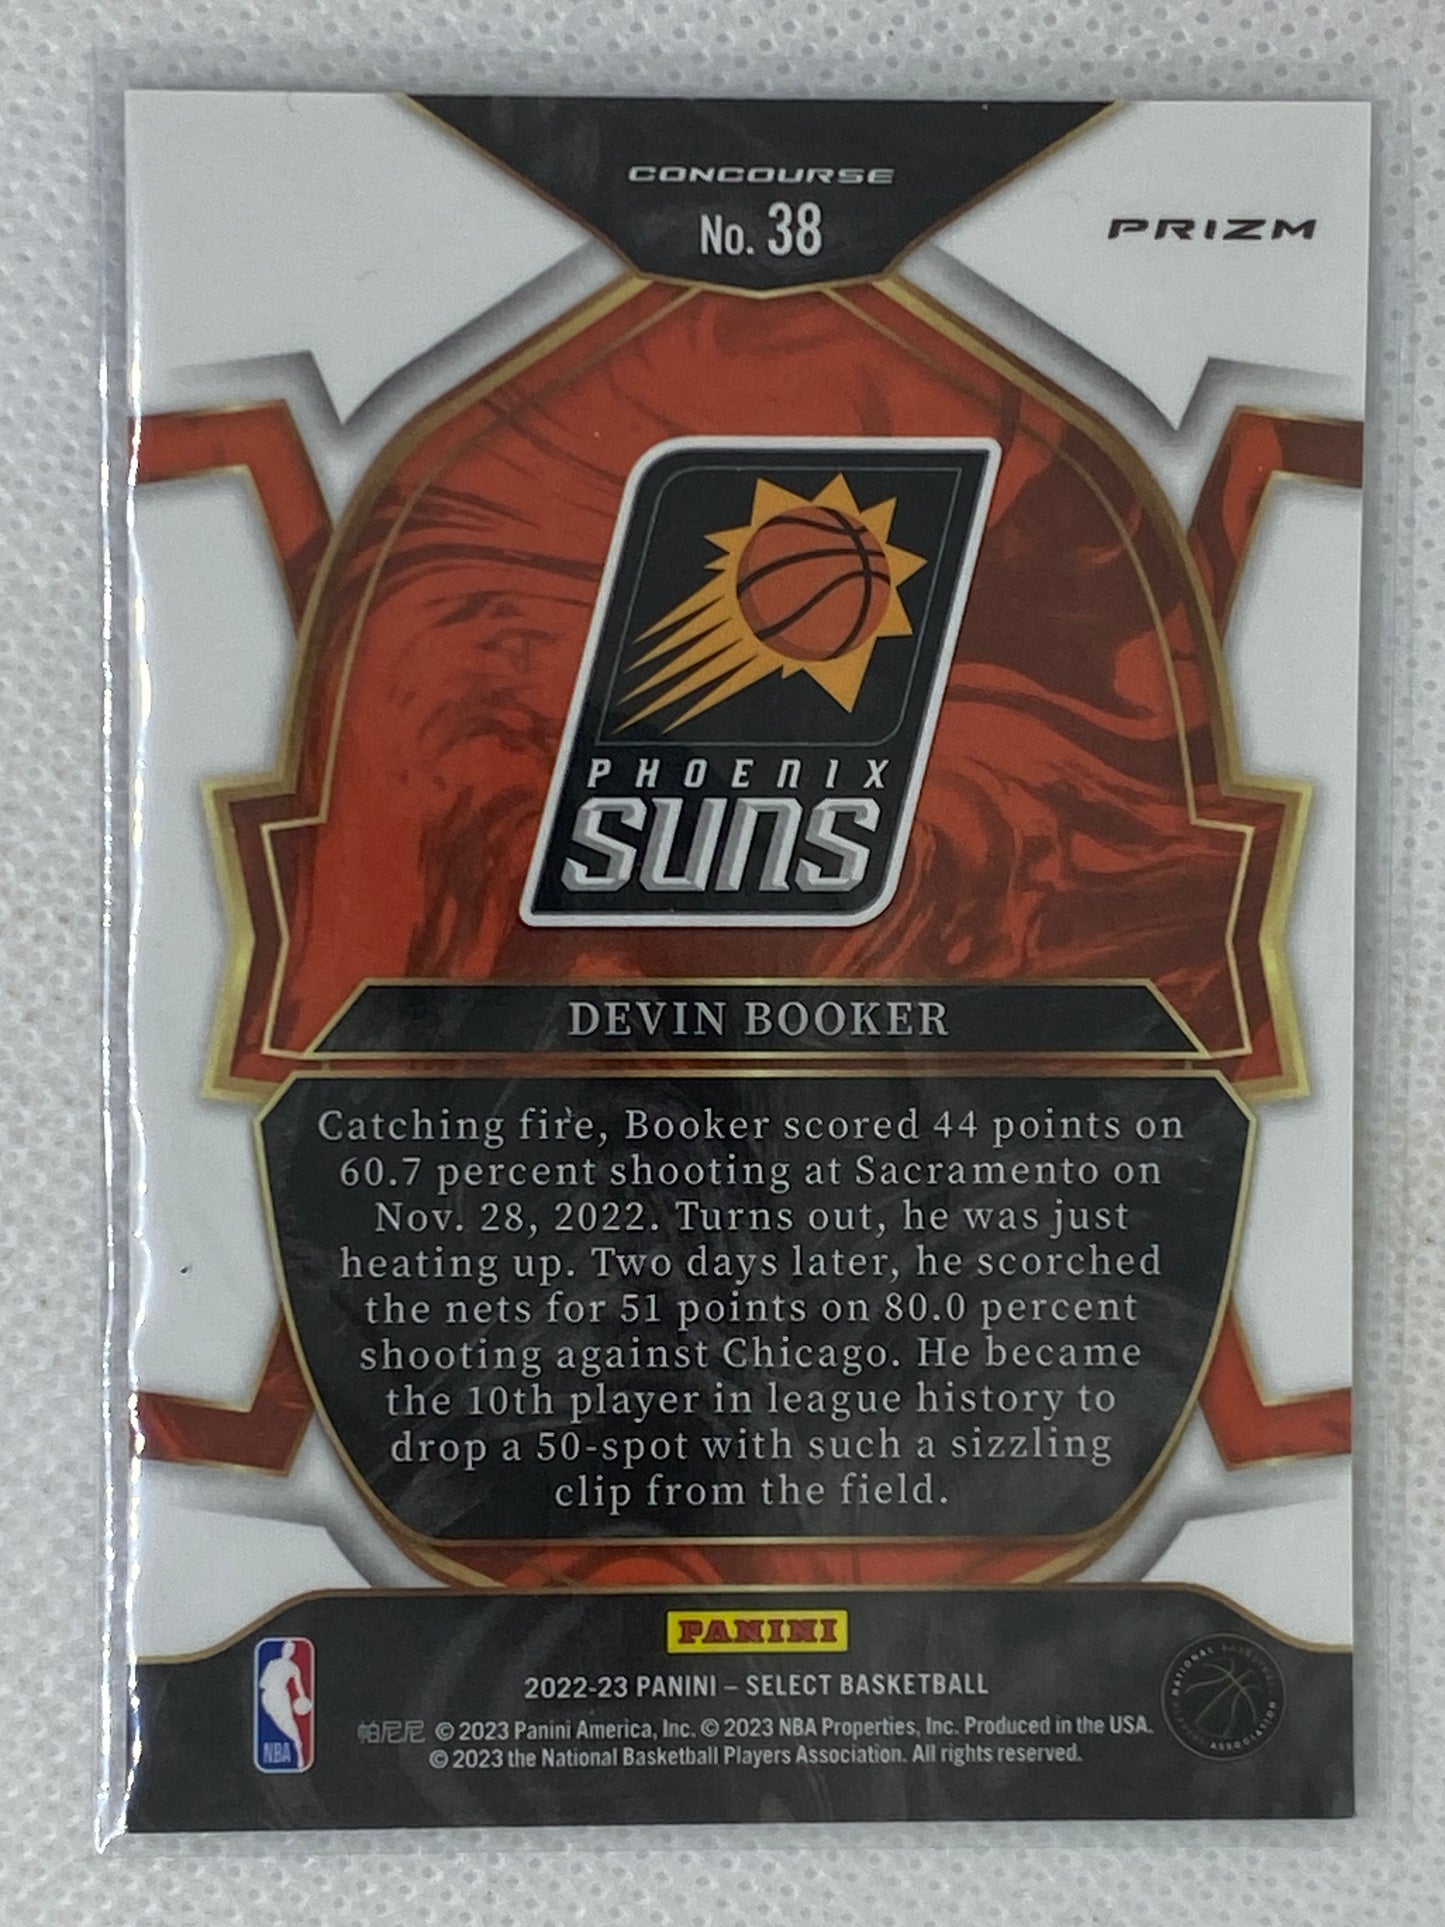 CONCOURSE
No. 38
PRIZM
PHOENIX
SUNS
DEVIN BOOKER
Catching fire, Booker scored 44 points on
60.7 percent shooting at Sacramento on
Nov. 28, 2022. Turns out, he was just
heating up. Two days later, he scorched
the nets for 51 points on 80.0 percent
shooting against Chicago. He became
the 10th player in league history to
drop a 50-spot with such a sizzling
clip from the field.
PANINI
2022-23 PANINI – SELECT BASKETBALL
帕尼尼 © 2023 Panini America, Inc. © 2023 NBA Properties, Inc. Produced in the USA.
© 2023 the National Basketball Players Association. All rights reserved.
NBA
NATIONAL
ASSOCIATION